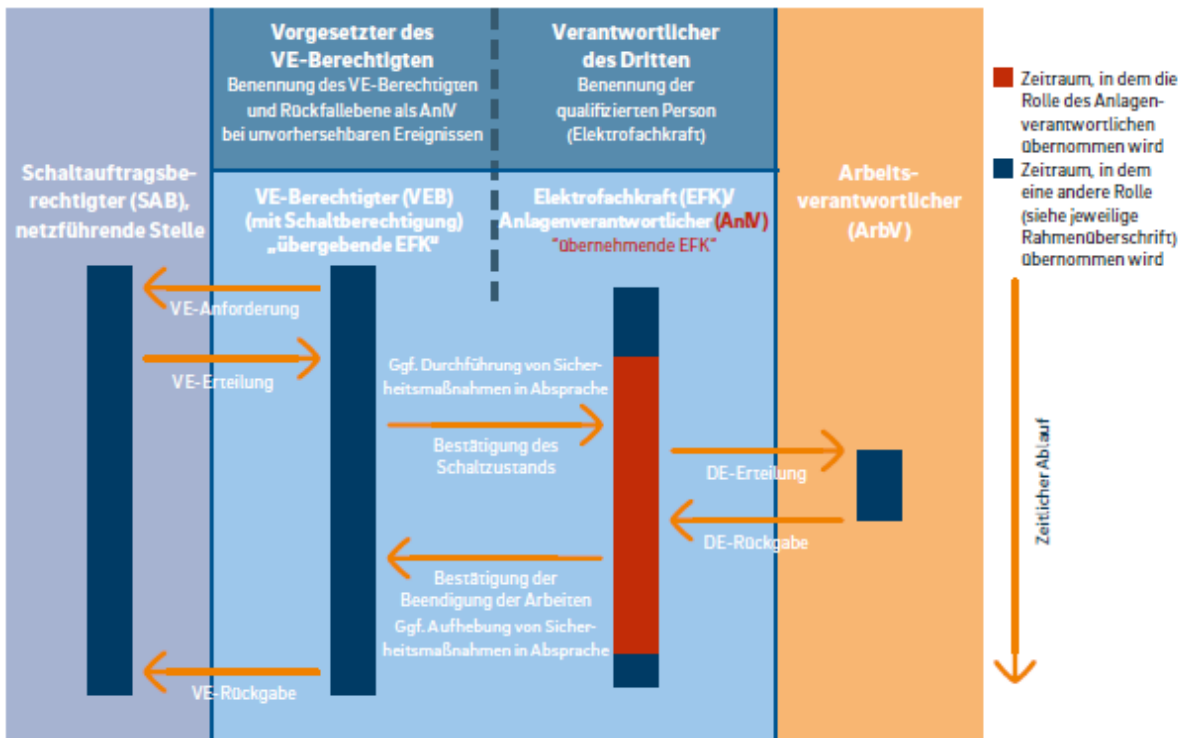 Vorgesetzter des
VE-Berechtigten
Benennung des VE-Berechtigten
und Rückfallebene als AnlV
bei unvorhersehbaren Ereignissen
Verantwortlicher
des Dritten
Benennung der
qualifizierten Person
(Elektrofachkraft)
Zeitraum, in dem die
Rolle des Anlagen-
verantwortlichen
übernommen wird
Zeitraum, in dem
eine andere Rolle
(siehe jeweilige
Rahmenüberschrift)
übernommen wird
Schaltauftragsbe-
rechtigter (SAB),
netzführende Stelle
VE-Berechtigter (VEB)
(mit Schaltberechtigung)
„übergebende EFK“
Elektrofachkraft (EFK)/
Anlagenverantwortlicher (AnlV)
"übernehmende EFK"
Arbeits-
verantwortlicher
(ArbV)
VE-Anforderung
VE-Erteilung
Ggf. Durchführung von Sicher-
heitsmaßnahmen in Absprache
Bestätigung des
Schaltzustands
DE-Erteilung
DE-Rückgabe
Bestätigung der
Beendigung der Arbeiten
Ggf. Aufhebung von Sicher-
heitsmaßnahmen in Absprache
VE-Rückgabe
Zeitlicher Ablauf